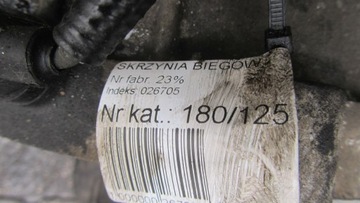 SKRZYNIA BIEGÓW
Nr fabr. 23%
Indeks: 026705
Nr kat.: 180/125